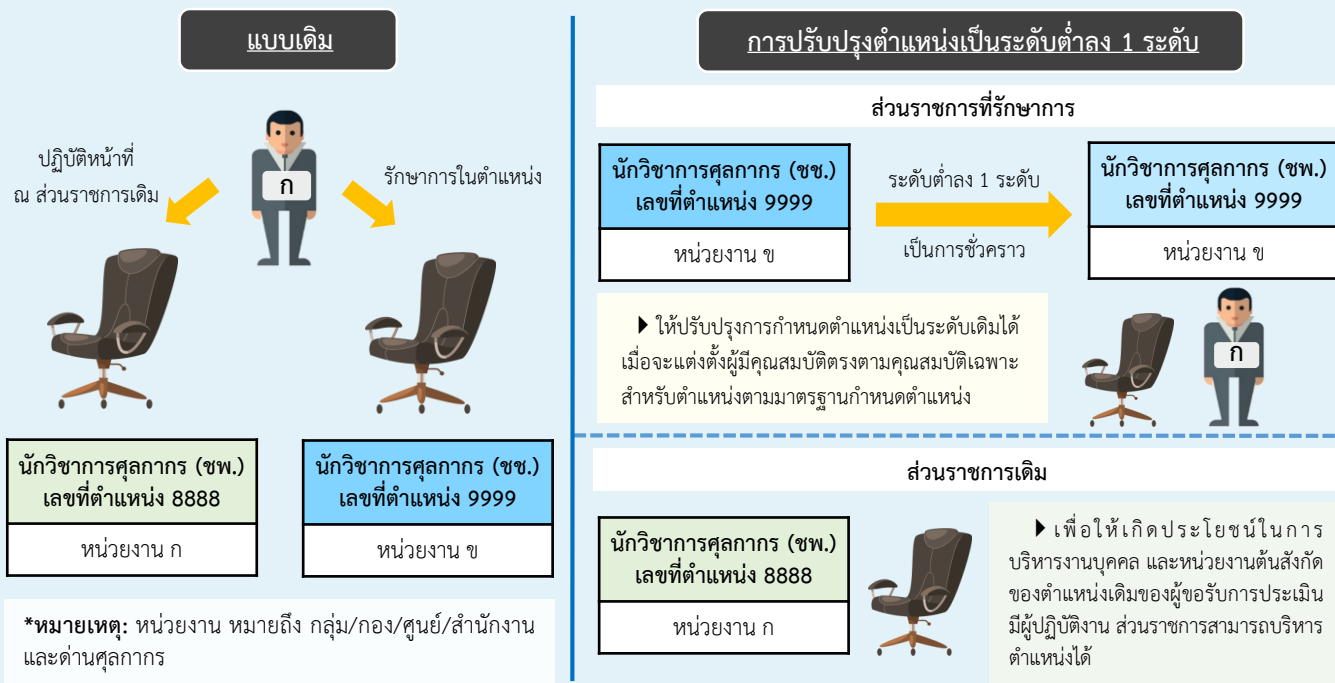 แบบเดิม
ปฏิบัติหน้าที่
ณ ส่วนราชการเดิม
ก
รักษาการในตำแหน่ง
นักวิชาการศุลกากร (ชพ.)
เลขที่ตำแหน่ง 8888
หน่วยงาน ก
นักวิชาการศุลกากร (ชช.)
เลขที่ตำแหน่ง 9999
หน่วยงาน ข
*หมายเหตุ: หน่วยงาน หมายถึง กลุ่ม/กอง/ศูนย์/สำนักงาน
และด่านศุลกากร
การปรับปรุงตำแหน่งเป็นระดับต่ำลง 1 ระดับ
ส่วนราชการที่รักษาการ
นักวิชาการศุลกากร (ชช.)
เลขที่ตำแหน่ง 9999
หน่วยงาน ข
ระดับต่ำลง 1 ระดับ
เป็นการชั่วคราว
นักวิชาการศุลกากร (ชพ.)
เลขที่ตำแหน่ง 9999
หน่วยงาน ข
ให้ปรับปรุงการกำหนดตำแหน่งเป็นระดับเดิมได้
เมื่อจะแต่งตั้งผู้มีคุณสมบัติตรงตามคุณสมบัติเฉพาะ
สำหรับตำแหน่งตามมาตรฐานกำหนดตำแหน่ง
ก
ส่วนราชการเดิม
นักวิชาการศุลกากร (ชพ.)
เลขที่ตำแหน่ง 8888
หน่วยงาน ก
เพื่อให้เกิดประโยชน์ในการ
บริหารงานบุคคล และหน่วยงานต้นสังกัด
ของตำแหน่งเดิมของผู้ขอรับการประเมิน
มีผู้ปฏิบัติงาน ส่วนราชการสามารถบริหาร
ตำแหน่งได้